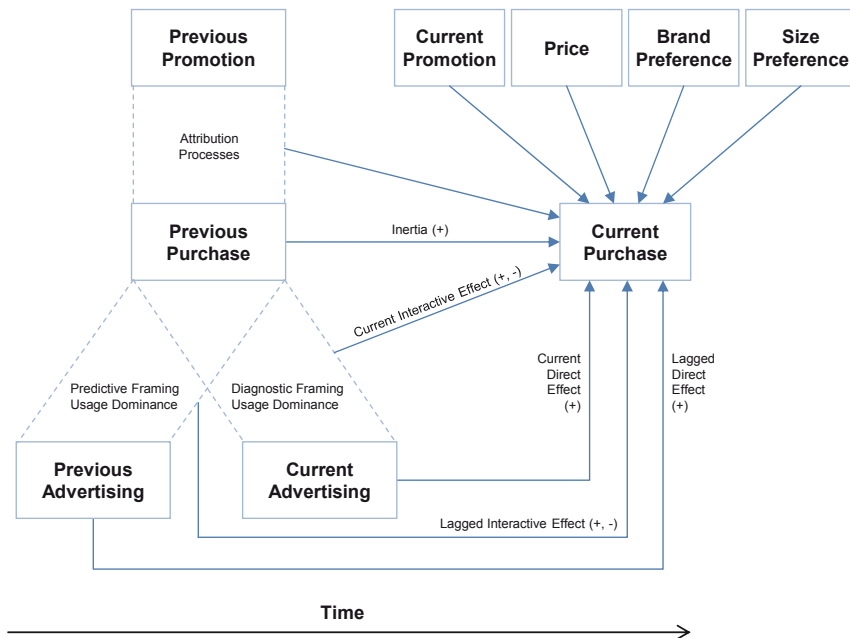 Previous
Promotion
Current
Promotion
Price
Brand
Preference
Size
Preference
Attribution
Processes
Previous
Purchase
Inertia (+)
Current
Purchase
Current Interactive Effect (+, -)
Predictive Framing
Usage Dominance
Diagnostic Framing
Usage Dominance
Current
Direct
Effect
(+)
Lagged
Direct
Effect
(+)
Previous
Advertising
Current
Advertising
Lagged Interactive Effect (+, -)
Time